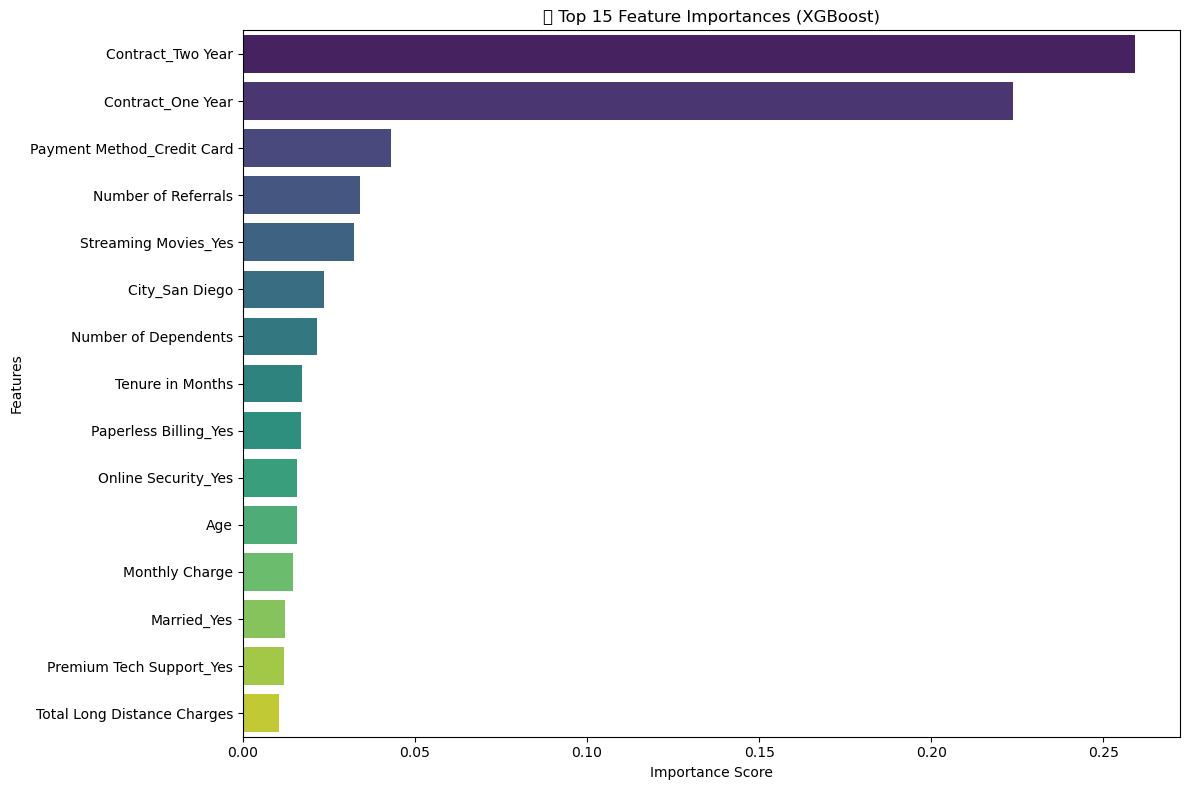 ▯ Top 15 Feature Importances (XGBoost)
Contract_Two Year
Contract_One Year
Payment Method_Credit Card
Number of Referrals
Streaming Movies_Yes
City_San Diego
Number of Dependents
Tenure in Months
Paperless Billing_Yes
Online Security_Yes
Age
Monthly Charge
Married_Yes
Premium Tech Support_Yes
Total Long Distance Charges
Features
0.00 0.05 0.10 0.15 0.20 0.25
Importance Score